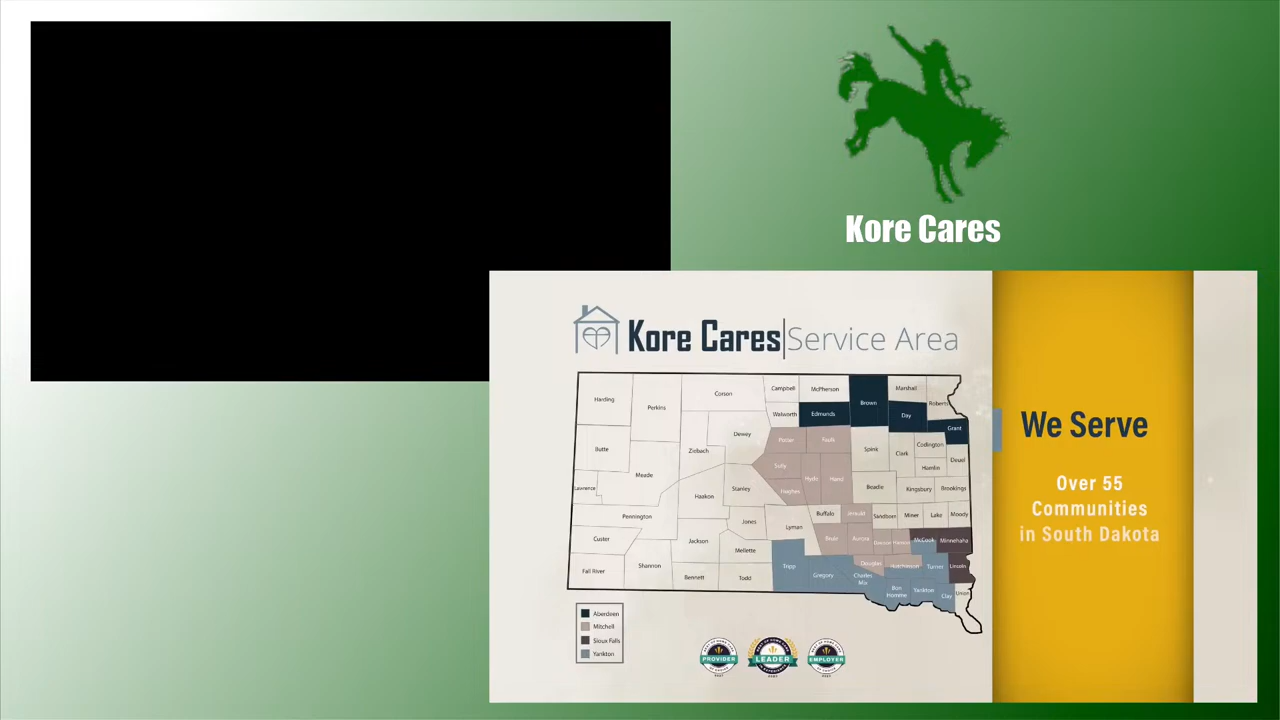 Kore Cares
Kore Cares Service Area
We Serve
Over 55
Communities
in South Dakota
Harding
Perkins
Corson
Campbell
McPherson
Brown
Marshall
Roberts
Walworth
Edmunds
Day
Grant
Butte
Meade
Ziebach
Dewey
Potter
Faulk
Spink
Clark
Codington
Hamlin
Deuel
Lawrence
Haakon
Stanley
Sully
Hughes
Hyde
Hand
Beadle
Kingsbury
Brookings
Pennington
Jones
Lyman
Buffalo
Jerauld
Sanborn
Miner
Lake
Moody
Custer
Jackson
Mellette
Brule
Aurora
McCook
Minnehaha
Fall River
Shannon
Bennett
Todd
Tripp
Gregory
Charles
Mix
Douglas
Hutchinson
Turner
Lincoln
Bon
Homme
Yankton
Clay
Union
Aberdeen
Mitchell
Sioux Falls
Yankton
PROVIDER
LEADER
EMPLOYER